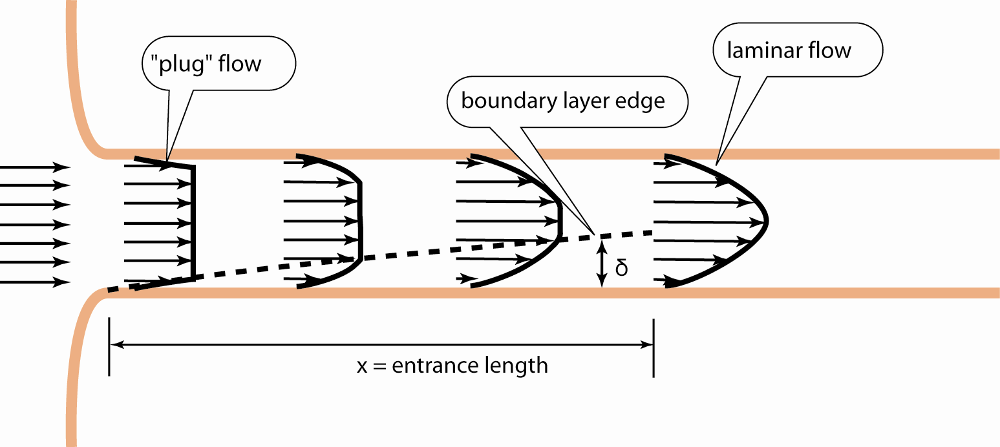 "plug" flow
laminar flow
boundary layer edge
δ
x = entrance length